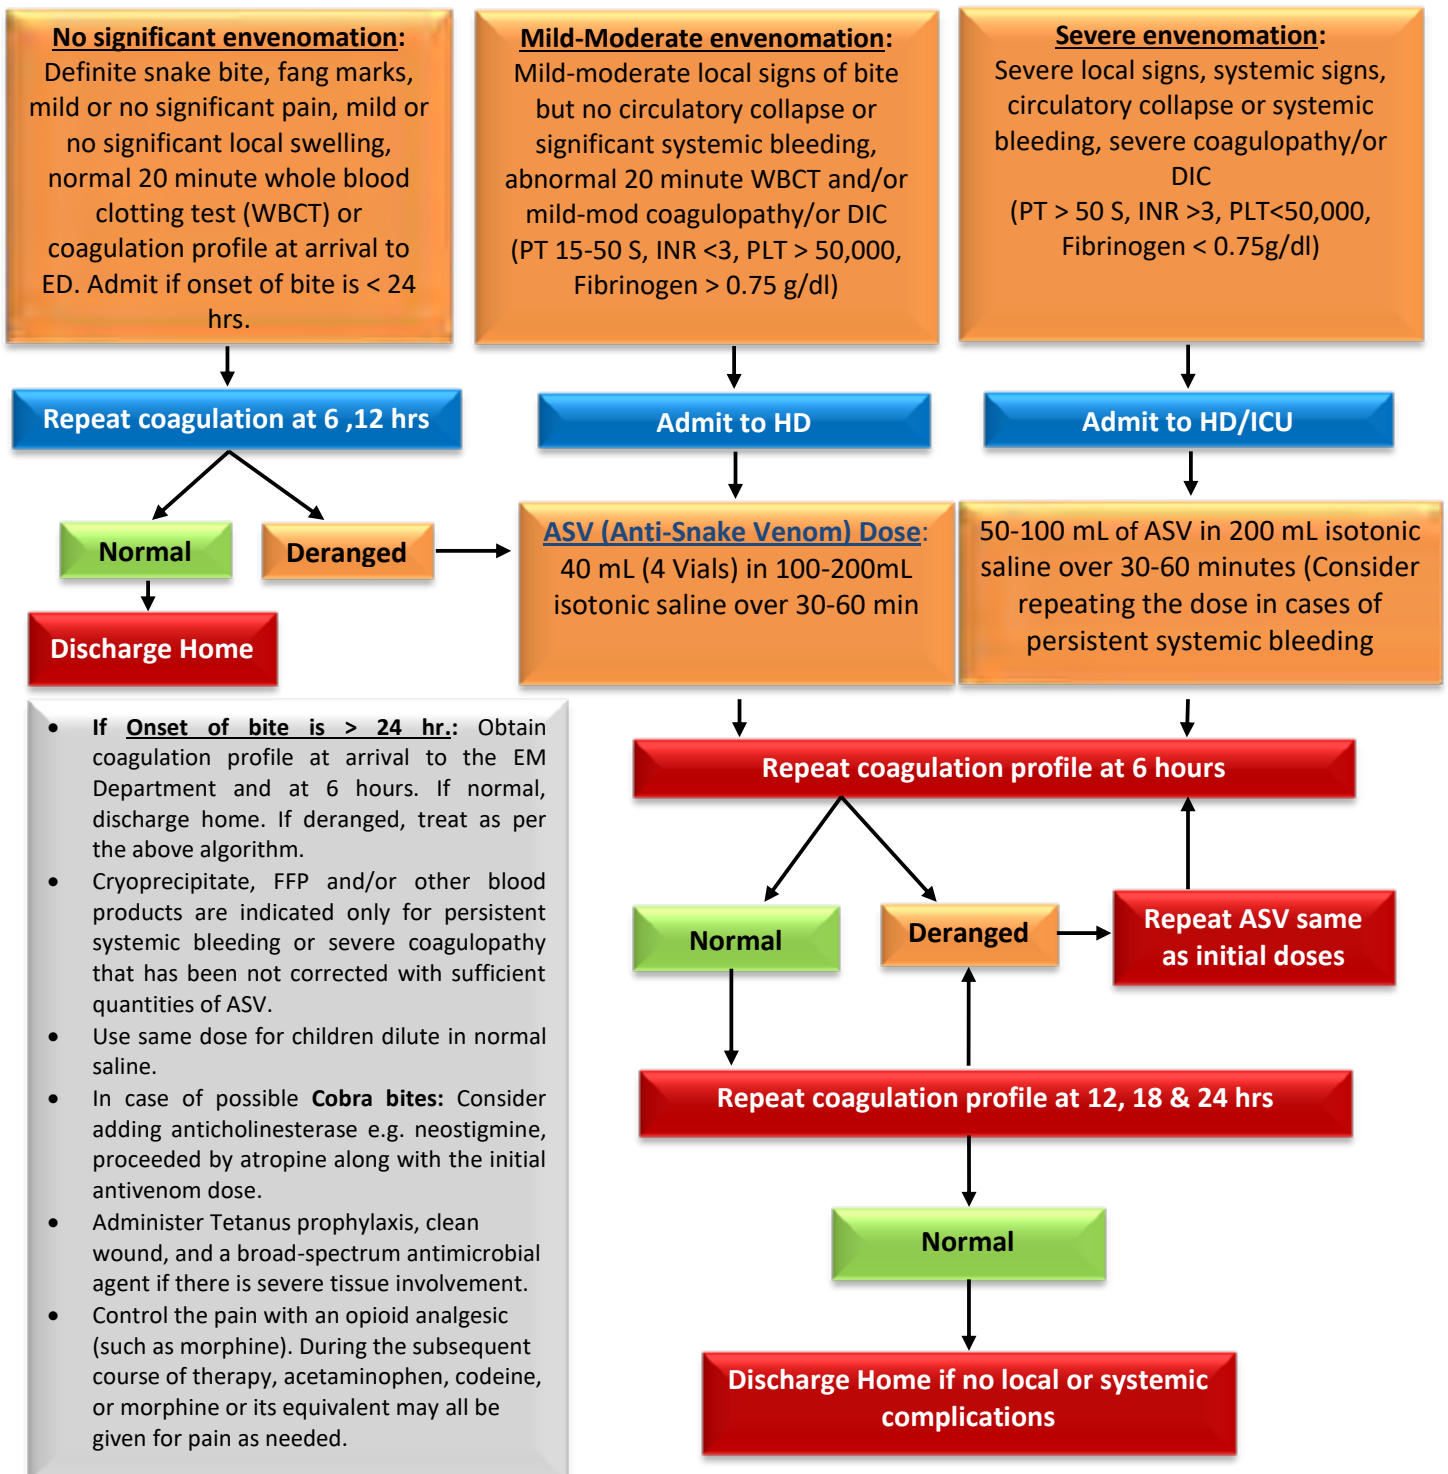 No significant envenomation:
Definite snake bite, fang marks,
mild or no significant pain, mild or
no significant local swelling,
normal 20 minute whole blood
clotting test (WBCT) or
coagulation profile at arrival to
ED. Admit if onset of bite is < 24
hrs.
Mild-Moderate envenomation:
Mild-moderate local signs of bite
but no circulatory collapse or
significant systemic bleeding,
abnormal 20 minute WBCT and/or
mild-mod coagulopathy/or DIC
(PT 15-50 S, INR <3, PLT > 50,000,
Fibrinogen > 0.75 g/dl)
Severe envenomation:
Severe local signs, systemic signs,
circulatory collapse or systemic
bleeding, severe coagulopathy/or
DIC
(PT > 50 S, INR >3, PLT<50,000,
Fibrinogen < 0.75g/dl)
Repeat coagulation at 6 ,12 hrs
Admit to HD
Admit to HD/ICU
Normal
Deranged
Discharge Home
ASV (Anti-Snake Venom) Dose:
40 mL (4 Vials) in 100-200mL
isotonic saline over 30-60 min
50-100 mL of ASV in 200 mL isotonic
saline over 30-60 minutes (Consider
repeating the dose in cases of
persistent systemic bleeding
• If Onset of bite is > 24 hr.: Obtain
coagulation profile at arrival to the EM
Department and at 6 hours. If normal,
discharge home. If deranged, treat as per
the above algorithm.
• Cryoprecipitate, FFP and/or other blood
products are indicated only for persistent
systemic bleeding or severe coagulopathy
that has been not corrected with sufficient
quantities of ASV.
• Use same dose for children dilute in normal
saline.
• In case of possible Cobra bites: Consider
adding anticholinesterase e.g. neostigmine,
proceeded by atropine along with the initial
antivenom dose.
• Administer Tetanus prophylaxis, clean
wound, and a broad-spectrum antimicrobial
agent if there is severe tissue involvement.
• Control the pain with an opioid analgesic
(such as morphine). During the subsequent
course of therapy, acetaminophen, codeine,
or morphine or its equivalent may all be
given for pain as needed.
Repeat coagulation profile at 6 hours
Normal
Deranged
Repeat ASV same
as initial doses
Repeat coagulation profile at 12, 18 & 24 hrs
Normal
Discharge Home if no local or systemic
complications